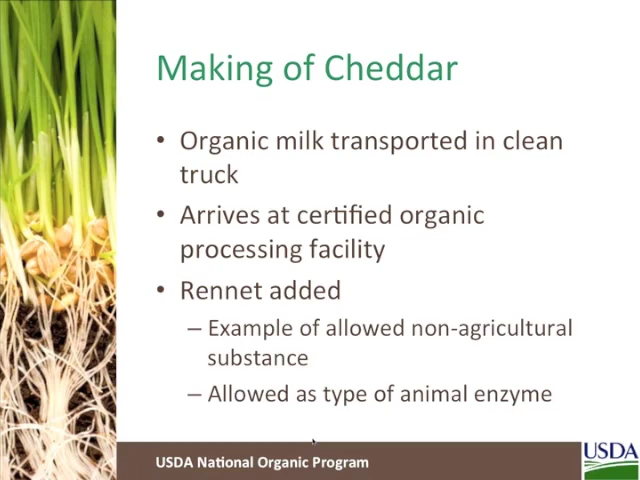 Making of Cheddar
• Organic milk transported in clean
truck
• Arrives at certified organic
processing facility
• Rennet added
– Example of allowed non-agricultural
substance
– Allowed as type of animal enzyme
USDA National Organic Program
USDA